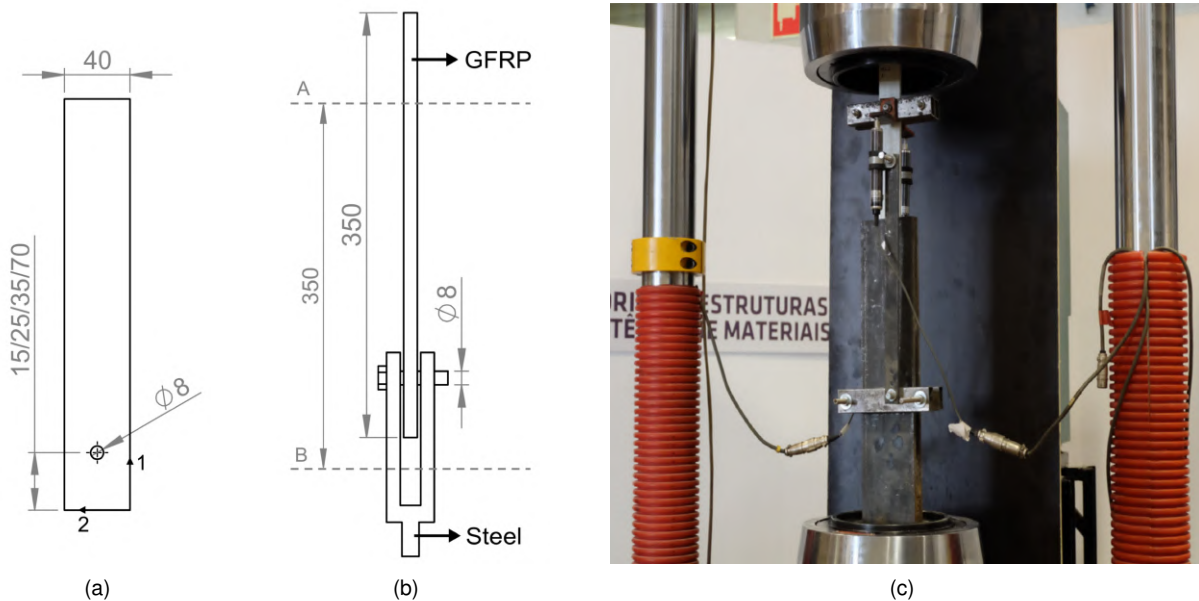 40
15/25/35/70
Ø8
1
2
(a)
A
GFRP
350
350
Ø8
B
Steel
(b)
ESTRUTURAS
E MATERIAIS
(c)